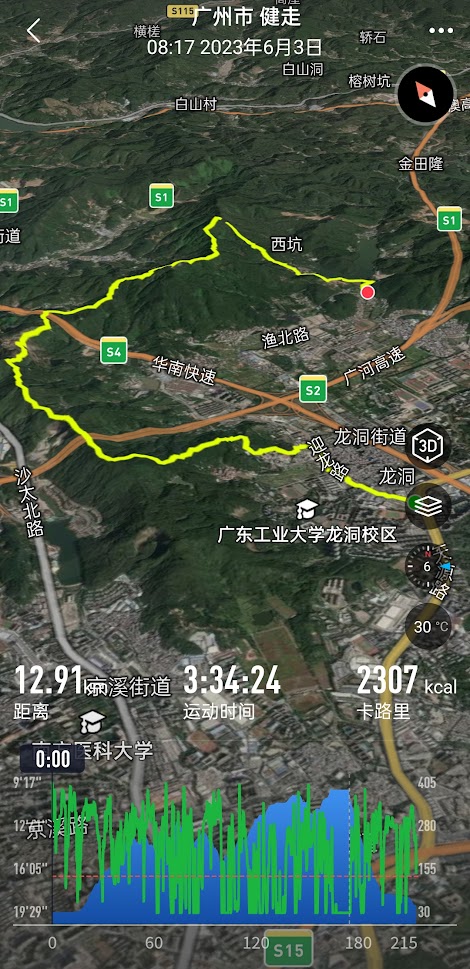 S115
广州市 健走
横槎
08:17 2023年6月3日
轿石
白山洞
榕树坑
白山村
金田隆
S1
S1
S1
街道
西坑
渔北路
S4
华南快速
S2
广河高速
龙洞街道
3D
龙洞
沙太北路
广东工业大学龙洞校区
N
6
30 °C
12.91km
京溪街道
3:34:24
2307 kcal
距离
运动时间
卡路里
医科大学
0:00
9'17"
405
280
京溪路
16'05"
155
19'29"
30
0
60
120
180
215
S15